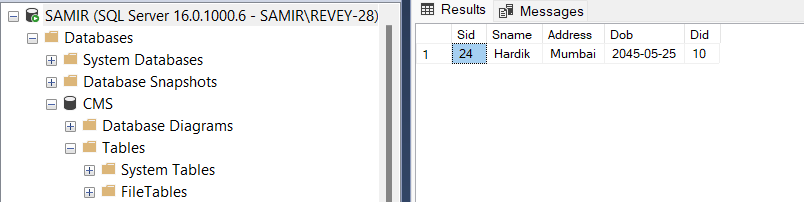 SAMIR (SQL Server 16.0.1000.6 - SAMIR\REVEY-28)
Databases
System Databases
Database Snapshots
CMS
Database Diagrams
Tables
System Tables
FileTables
Results Messages
Sid Sname Address Dob Did
1 24 Hardik Mumbai 2045-05-25 10